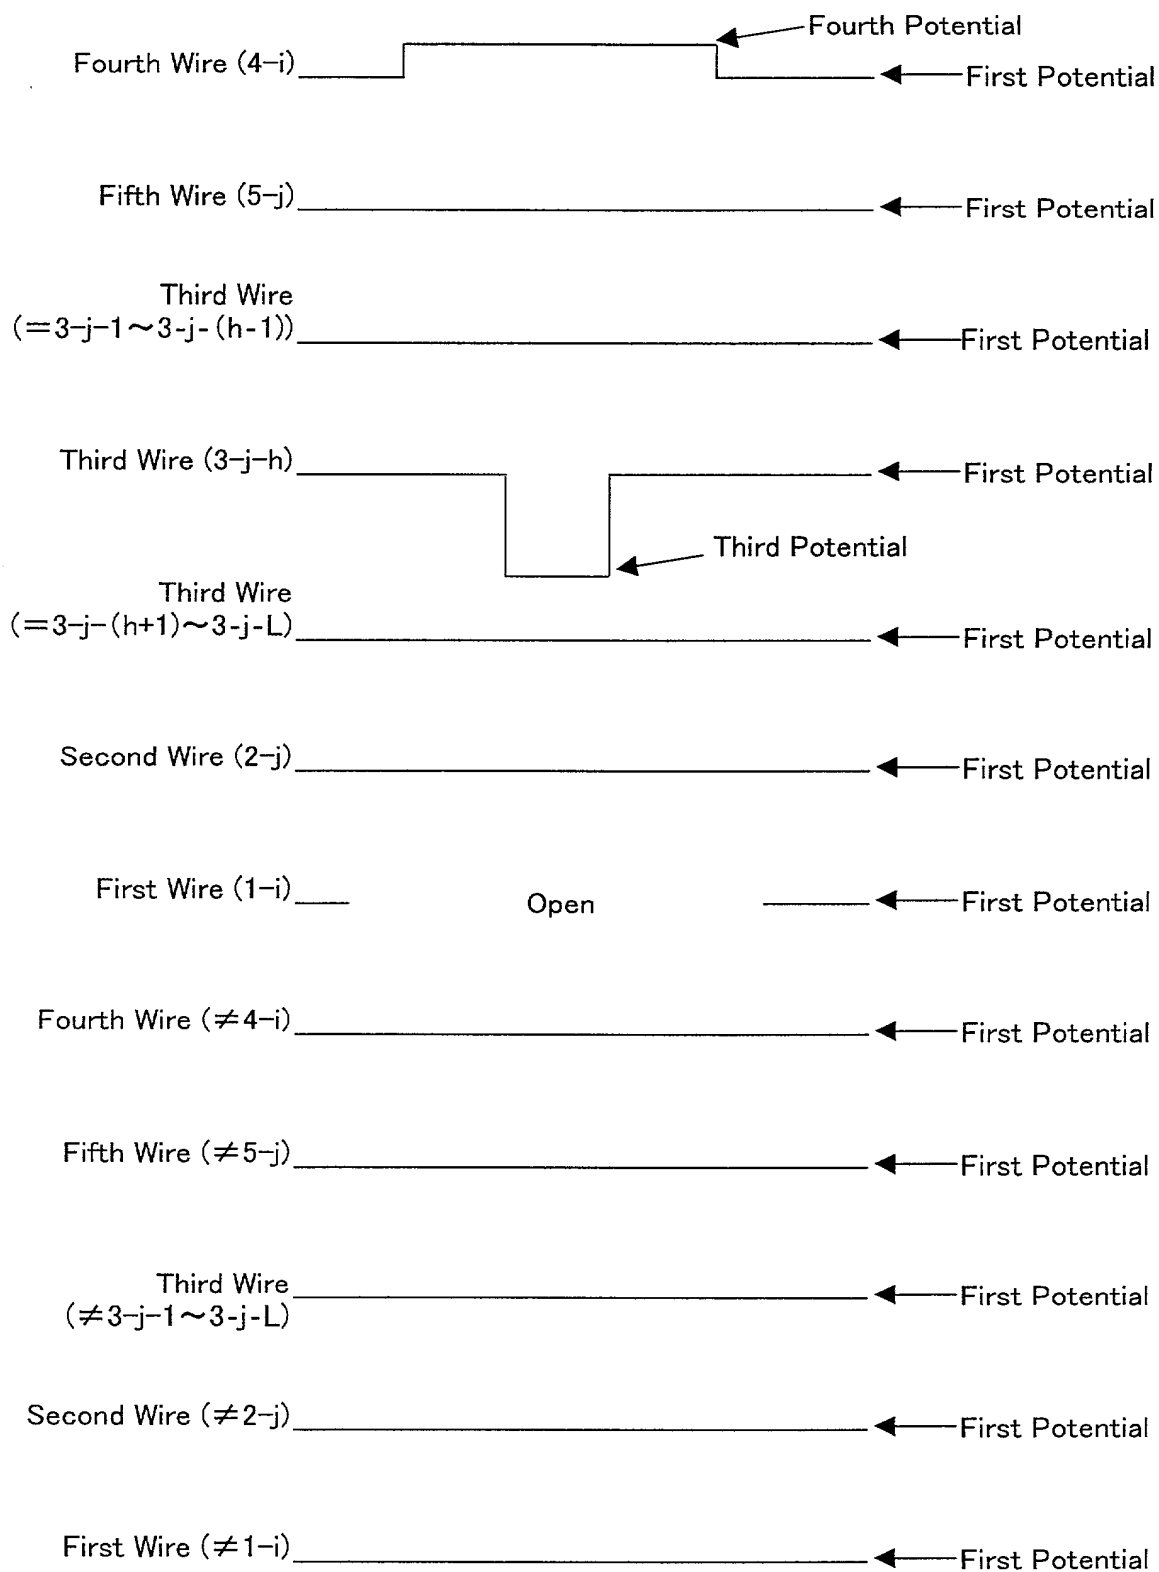 Fourth Potential
Fourth Wire (4-i)
First Potential
Fifth Wire (5-j)
First Potential
Third Wire
(=3-j-1~3-j-(h-1))
First Potential
Third Wire (3-j-h)
First Potential
Third Potential
Third Wire
(=3-j-(h+1)~3-j-L)
First Potential
Second Wire (2-j)
First Potential
First Wire (1-i)
Open
First Potential
Fourth Wire (≠4-i)
First Potential
Fifth Wire (≠5-j)
First Potential
Third Wire
(≠3-j-1~3-j-L)
First Potential
Second Wire (≠2-j)
First Potential
First Wire (≠1-i)
First Potential